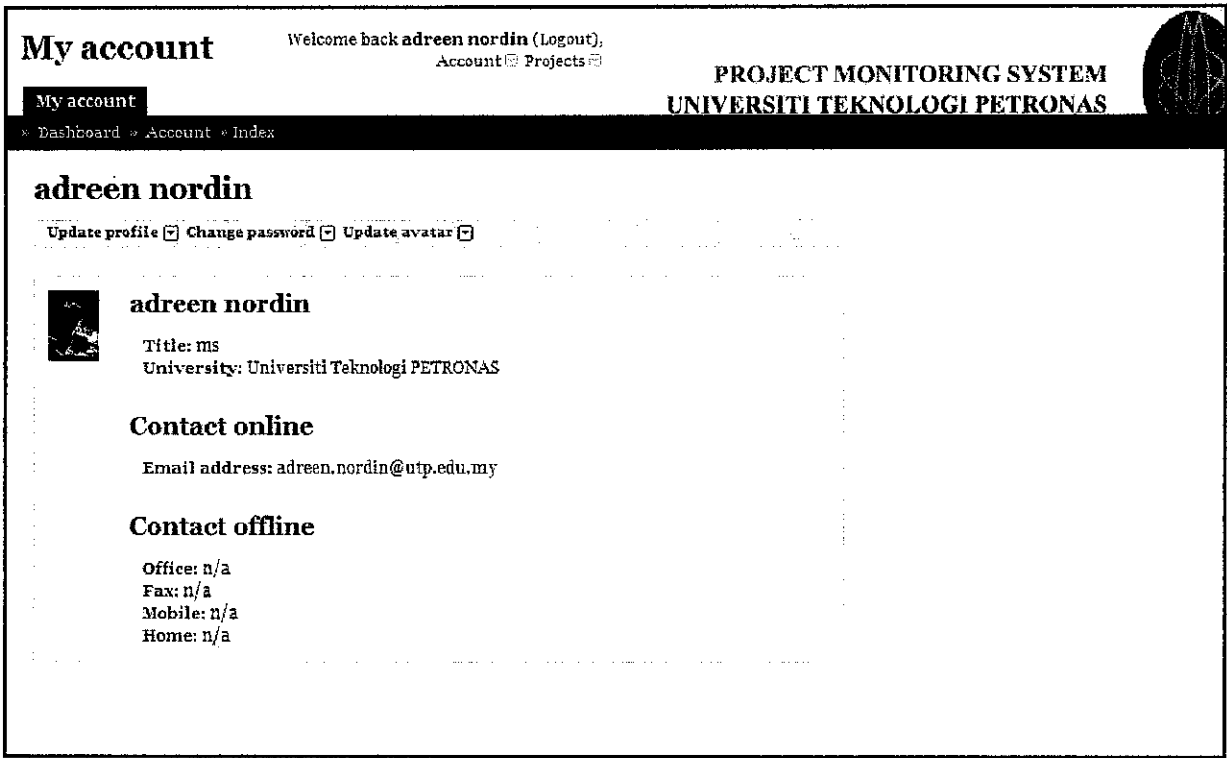 My account
Welcome back adreen nordin (Logout),
Account Projects
PROJECT MONITORING SYSTEM
UNIVERSITI TEKNOLOGI PETRONAS
My account
» Dashboard » Account » Index
adreen nordin
Update profile Change password Update avatar
adreen nordin
Title: ms
University: Universiti Teknologi PETRONAS
Contact online
Email address: adreen.nordin@utp.edu.my
Contact offline
Office: n/a
Fax: n/a
Mobile: n/a
Home: n/a